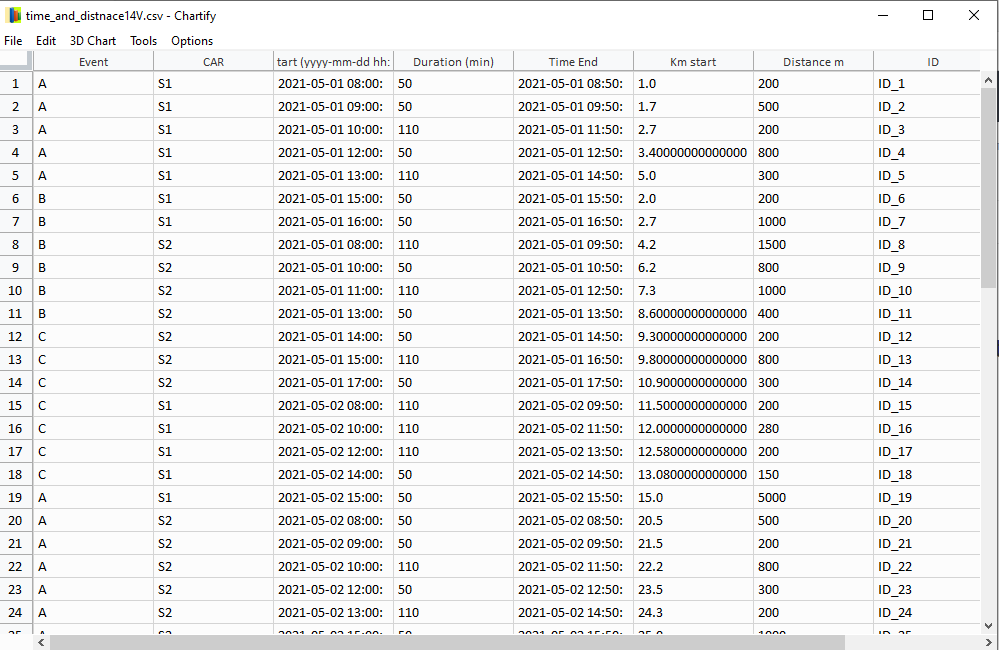 time_and_distnace14V.csv - Chartify
File Edit 3D Chart Tools Options
Event CAR tart (yyyy-mm-dd hh: Duration (min) Time End Km start Distance m ID
1 A S1 2021-05-01 08:00: 50 2021-05-01 08:50: 1.0 200 ID_1
2 A S1 2021-05-01 09:00: 50 2021-05-01 09:50: 1.7 500 ID_2
3 A S1 2021-05-01 10:00: 110 2021-05-01 11:50: 2.7 200 ID_3
4 A S1 2021-05-01 12:00: 50 2021-05-01 12:50: 3.40000000000000 800 ID_4
5 A S1 2021-05-01 13:00: 110 2021-05-01 14:50: 5.0 300 ID_5
6 B S1 2021-05-01 15:00: 50 2021-05-01 15:50: 2.0 200 ID_6
7 B S1 2021-05-01 16:00: 50 2021-05-01 16:50: 2.7 1000 ID_7
8 B S2 2021-05-01 08:00: 110 2021-05-01 09:50: 4.2 1500 ID_8
9 B S2 2021-05-01 10:00: 50 2021-05-01 10:50: 6.2 800 ID_9
10 B S2 2021-05-01 11:00: 110 2021-05-01 12:50: 7.3 1000 ID_10
11 B S2 2021-05-01 13:00: 50 2021-05-01 13:50: 8.60000000000000 400 ID_11
12 C S2 2021-05-01 14:00: 50 2021-05-01 14:50: 9.30000000000000 200 ID_12
13 C S2 2021-05-01 15:00: 110 2021-05-01 16:50: 9.80000000000000 800 ID_13
14 C S2 2021-05-01 17:00: 50 2021-05-01 17:50: 10.9000000000000 300 ID_14
15 C S1 2021-05-02 08:00: 110 2021-05-02 09:50: 11.5000000000000 200 ID_15
16 C S1 2021-05-02 10:00: 110 2021-05-02 11:50: 12.0000000000000 280 ID_16
17 C S1 2021-05-02 12:00: 110 2021-05-02 13:50: 12.5800000000000 200 ID_17
18 C S1 2021-05-02 14:00: 50 2021-05-02 14:50: 13.0800000000000 150 ID_18
19 A S1 2021-05-02 15:00: 50 2021-05-02 15:50: 15.0 5000 ID_19
20 A S2 2021-05-02 08:00: 50 2021-05-02 08:50: 20.5 500 ID_20
21 A S2 2021-05-02 09:00: 50 2021-05-02 09:50: 21.5 200 ID_21
22 A S2 2021-05-02 10:00: 110 2021-05-02 11:50: 22.2 800 ID_22
23 A S2 2021-05-02 12:00: 50 2021-05-02 12:50: 23.5 300 ID_23
24 A S2 2021-05-02 13:00: 110 2021-05-02 14:50: 24.3 200 ID_24